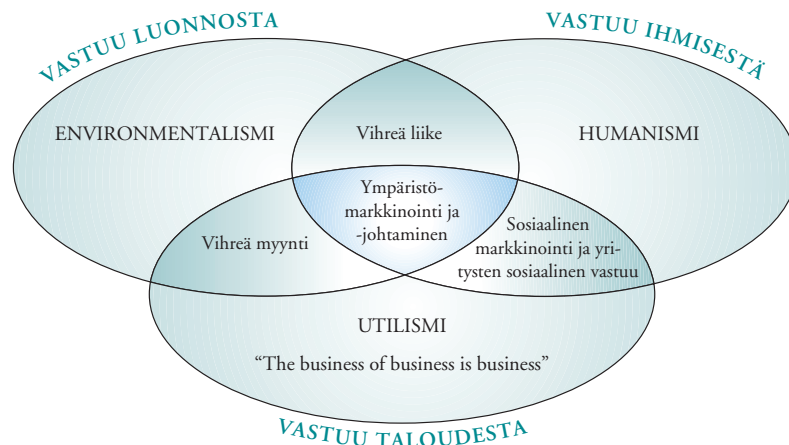 VASTUU LUONNOSTA
VASTUU IHMISESTÄ
ENVIRONMENTALISMI
Vihreä liike
HUMANISMI
Ympäristö-
markkinointi ja
-johtaminen
Vihreä myynti
Sosiaalinen
markkinointi ja yri-
tysten sosiaalinen vastuu
UTILISMI
“The business of business is business”
VASTUU TALOUDESTA